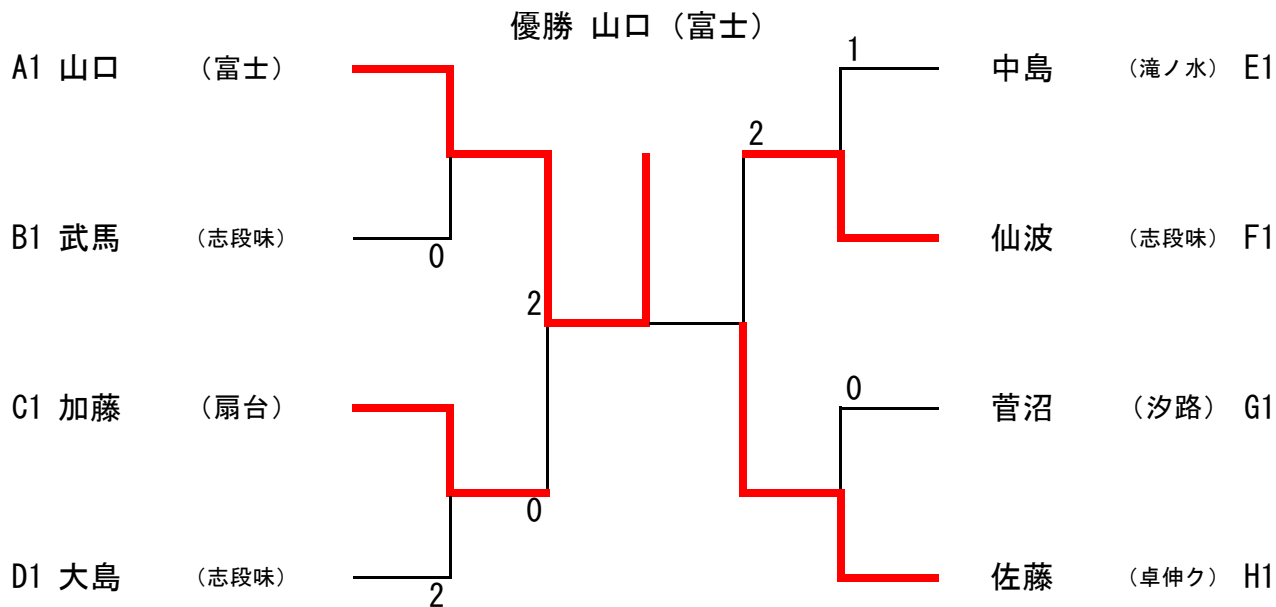 優勝 山口（富士）
A1 山口 （富士）
1
中島 （滝ノ水） E1
2
B1 武馬 （志段味）
0
仙波 （志段味） F1
2
C1 加藤 （扇台）
0
菅沼 （汐路） G1
0
D1 大島 （志段味）
2
佐藤 （卓伸ク） H1